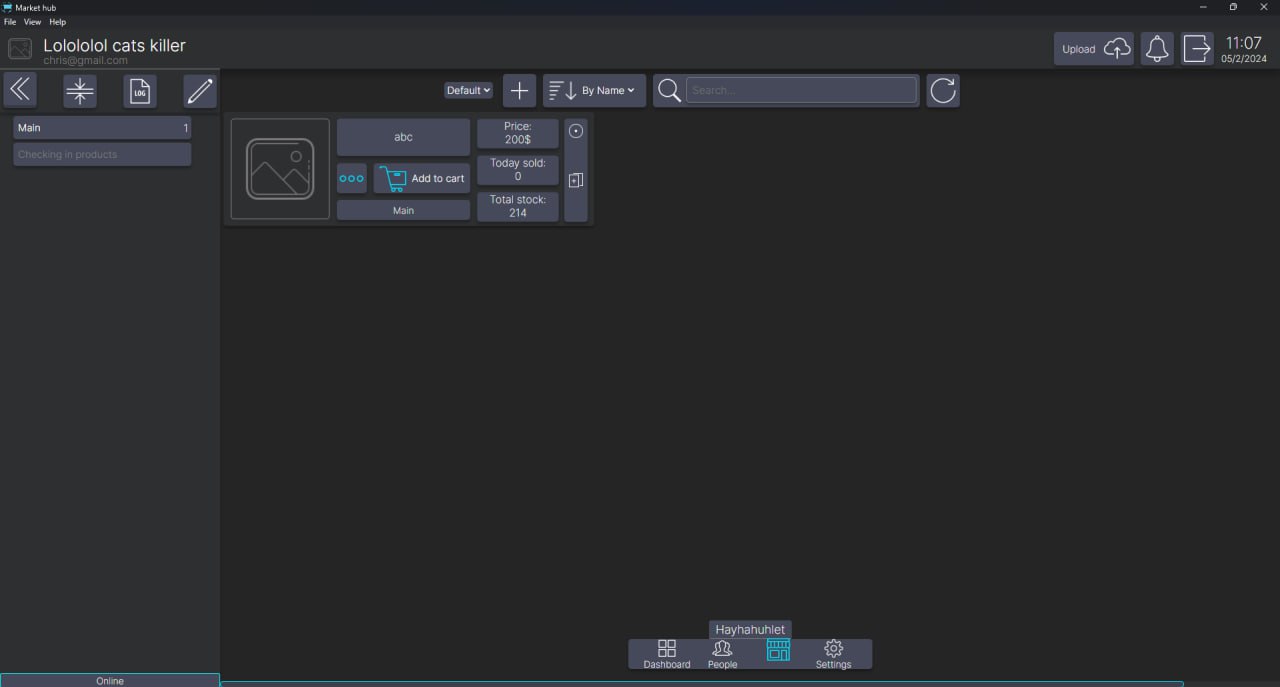 Market hub
File View Help
Lolololol cats killer
chris@gmail.com
Upload
11:07
05/2/2024
LOG
Default
By Name
Search...
Main 1
Checking in products
abc
Add to cart
Main
Price:
200$
Today sold:
0
Total stock:
214
Hayhahuhlet
Dashboard
People
Settings
Online